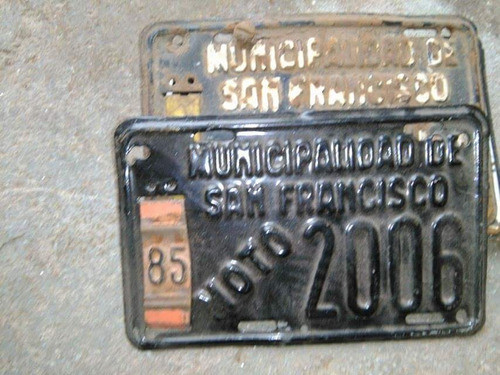 MUNICIPALIDAD DE
SAN FRANCISCO
MUNICIPALIDAD DE
SAN FRANCISCO
85
MOTO
2006